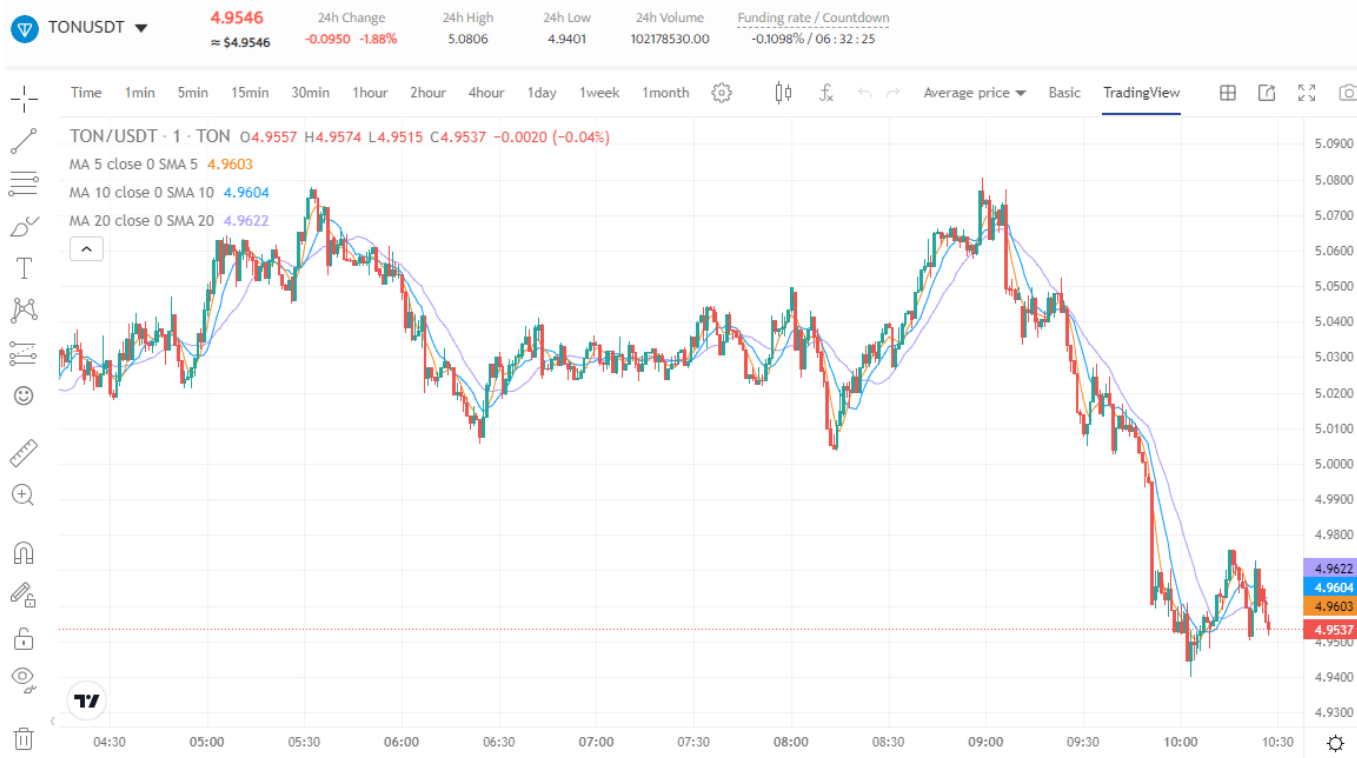 TONUSDT
4.9546
≈ $4.9546
24h Change
-0.0950 -1.88%
24h High
5.0806
24h Low
4.9401
24h Volume
102178530.00
Funding rate / Countdown
-0.1098% / 06 : 32 : 25
Time 1min 5min 15min 30min 1hour 2hour 4hour 1day 1week 1month Average price Basic TradingView
TON/USDT · 1 · TON O4.9557 H4.9574 L4.9515 C4.9537 −0.0020 (−0.04%)
MA 5 close 0 SMA 5 4.9603
MA 10 close 0 SMA 10 4.9604
MA 20 close 0 SMA 20 4.9622
5.0900
5.0800
5.0700
5.0600
5.0500
5.0400
5.0300
5.0200
5.0100
5.0000
4.9900
4.9800
4.9622
4.9604
4.9603
4.9537
4.9500
4.9400
4.9300
04:30 05:00 05:30 06:00 06:30 07:00 07:30 08:00 08:30 09:00 09:30 10:00 10:30